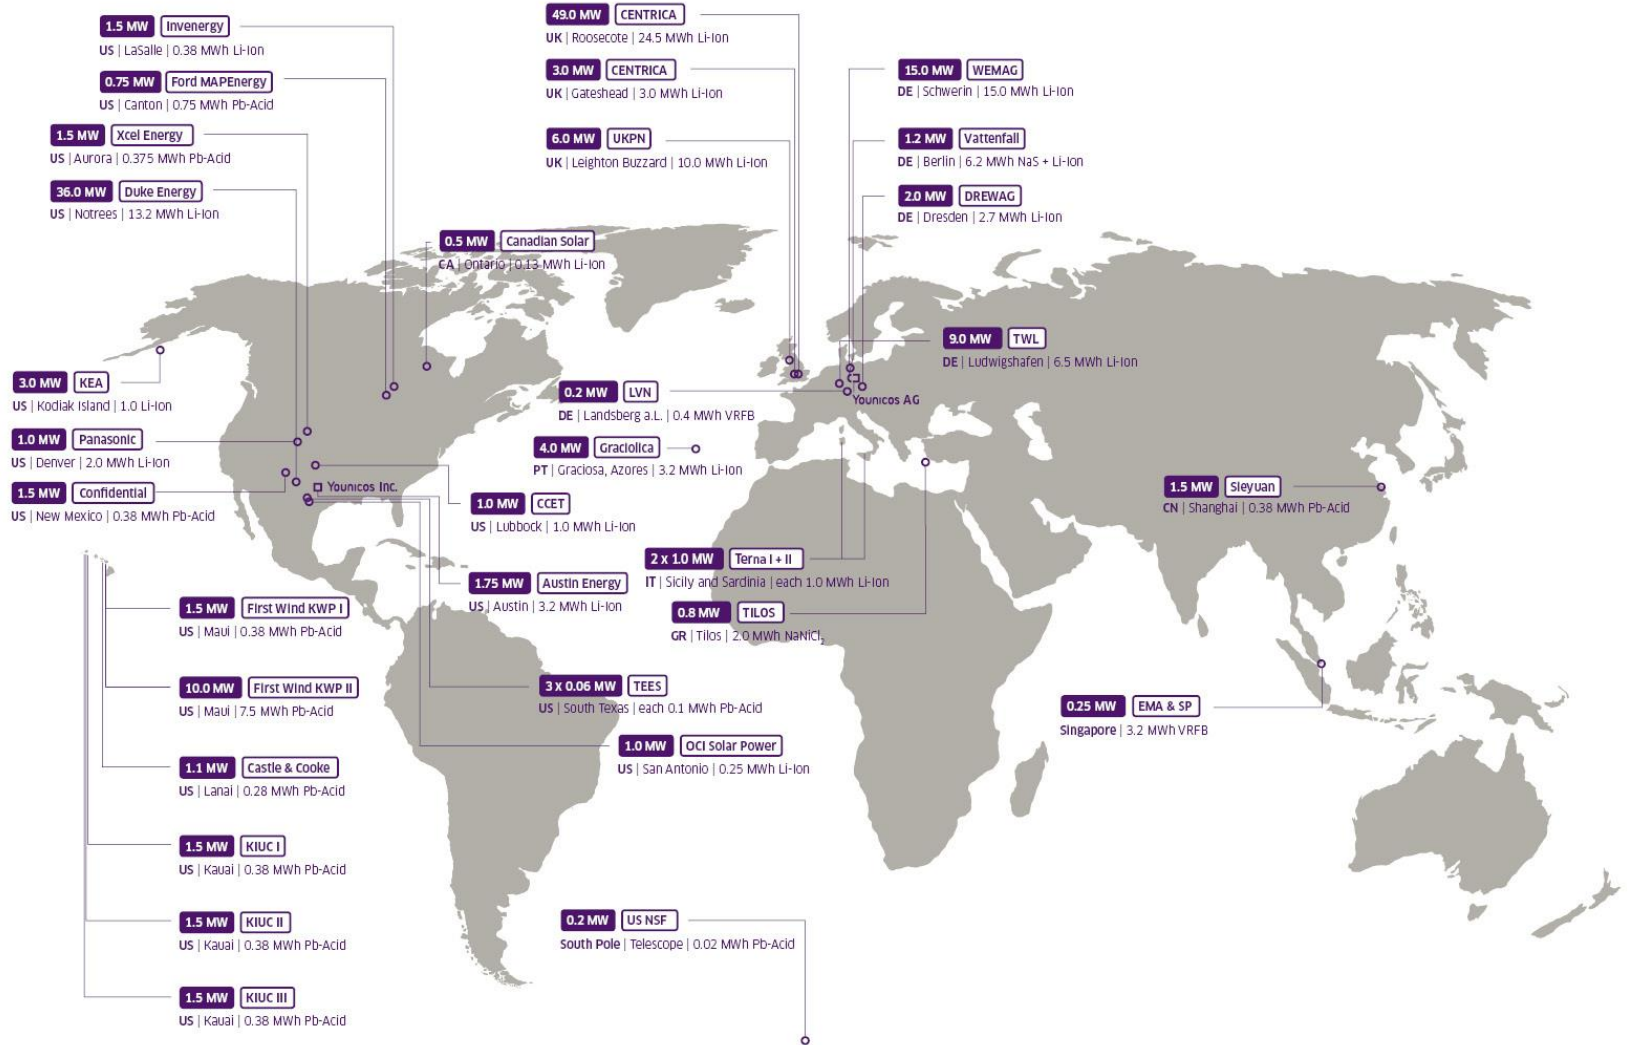 1.5 MW Invenergy
US | LaSalle | 0.38 MWh Li-Ion
0.75 MW Ford MAPEnergy
US | Canton | 0.75 MWh Pb-Acid
1.5 MW Xcel Energy
US | Aurora | 0.375 MWh Pb-Acid
36.0 MW Duke Energy
US | Notrees | 13.2 MWh Li-Ion
0.5 MW Canadian Solar
CA | Ontario | 0.13 MWh Li-Ion
49.0 MW CENTRICA
UK | Roosecote | 24.5 MWh Li-Ion
3.0 MW CENTRICA
UK | Gateshead | 3.0 MWh Li-Ion
6.0 MW UKPN
UK | Leighton Buzzard | 10.0 MWh Li-Ion
15.0 MW WEMAG
DE | Schwerin | 15.0 MWh Li-Ion
1.2 MW Vattenfall
DE | Berlin | 6.2 MWh NaS + Li-Ion
2.0 MW DREWAG
DE | Dresden | 2.7 MWh Li-Ion
9.0 MW TWL
DE | Ludwigshafen | 6.5 MWh Li-Ion
3.0 MW KEA
US | Kodiak Island | 1.0 Li-Ion
1.0 MW Panasonic
US | Denver | 2.0 MWh Li-Ion
1.5 MW Confidential
US | New Mexico | 0.38 MWh Pb-Acid
Younicos Inc.
0.2 MW LVN
DE | Landsberg a.L. | 0.4 MWh VRFB
Younicos AG
4.0 MW Graciolica
PT | Graciosa, Azores | 3.2 MWh Li-Ion
1.0 MW CCET
US | Lubbock | 1.0 MWh Li-Ion
1.5 MW Sieyuan
CN | Shanghai | 0.38 MWh Pb-Acid
2 x 1.0 MW Terna I + II
IT | Sicily and Sardinia | each 1.0 MWh Li-Ion
1.75 MW Austin Energy
US | Austin | 3.2 MWh Li-Ion
0.8 MW TILOS
GR | Tilos | 2.0 MWh NaNiCl₂
1.5 MW First Wind KWP I
US | Maui | 0.38 MWh Pb-Acid
10.0 MW First Wind KWP II
US | Maui | 7.5 MWh Pb-Acid
3 x 0.06 MW TEES
US | South Texas | each 0.1 MWh Pb-Acid
0.25 MW EMA & SP
Singapore | 3.2 MWh VRFB
1.0 MW OCI Solar Power
US | San Antonio | 0.25 MWh Li-Ion
1.1 MW Castle & Cooke
US | Lanai | 0.28 MWh Pb-Acid
1.5 MW KIUC I
US | Kauai | 0.38 MWh Pb-Acid
1.5 MW KIUC II
US | Kauai | 0.38 MWh Pb-Acid
0.2 MW US NSF
South Pole | Telescope | 0.02 MWh Pb-Acid
1.5 MW KIUC III
US | Kauai | 0.38 MWh Pb-Acid